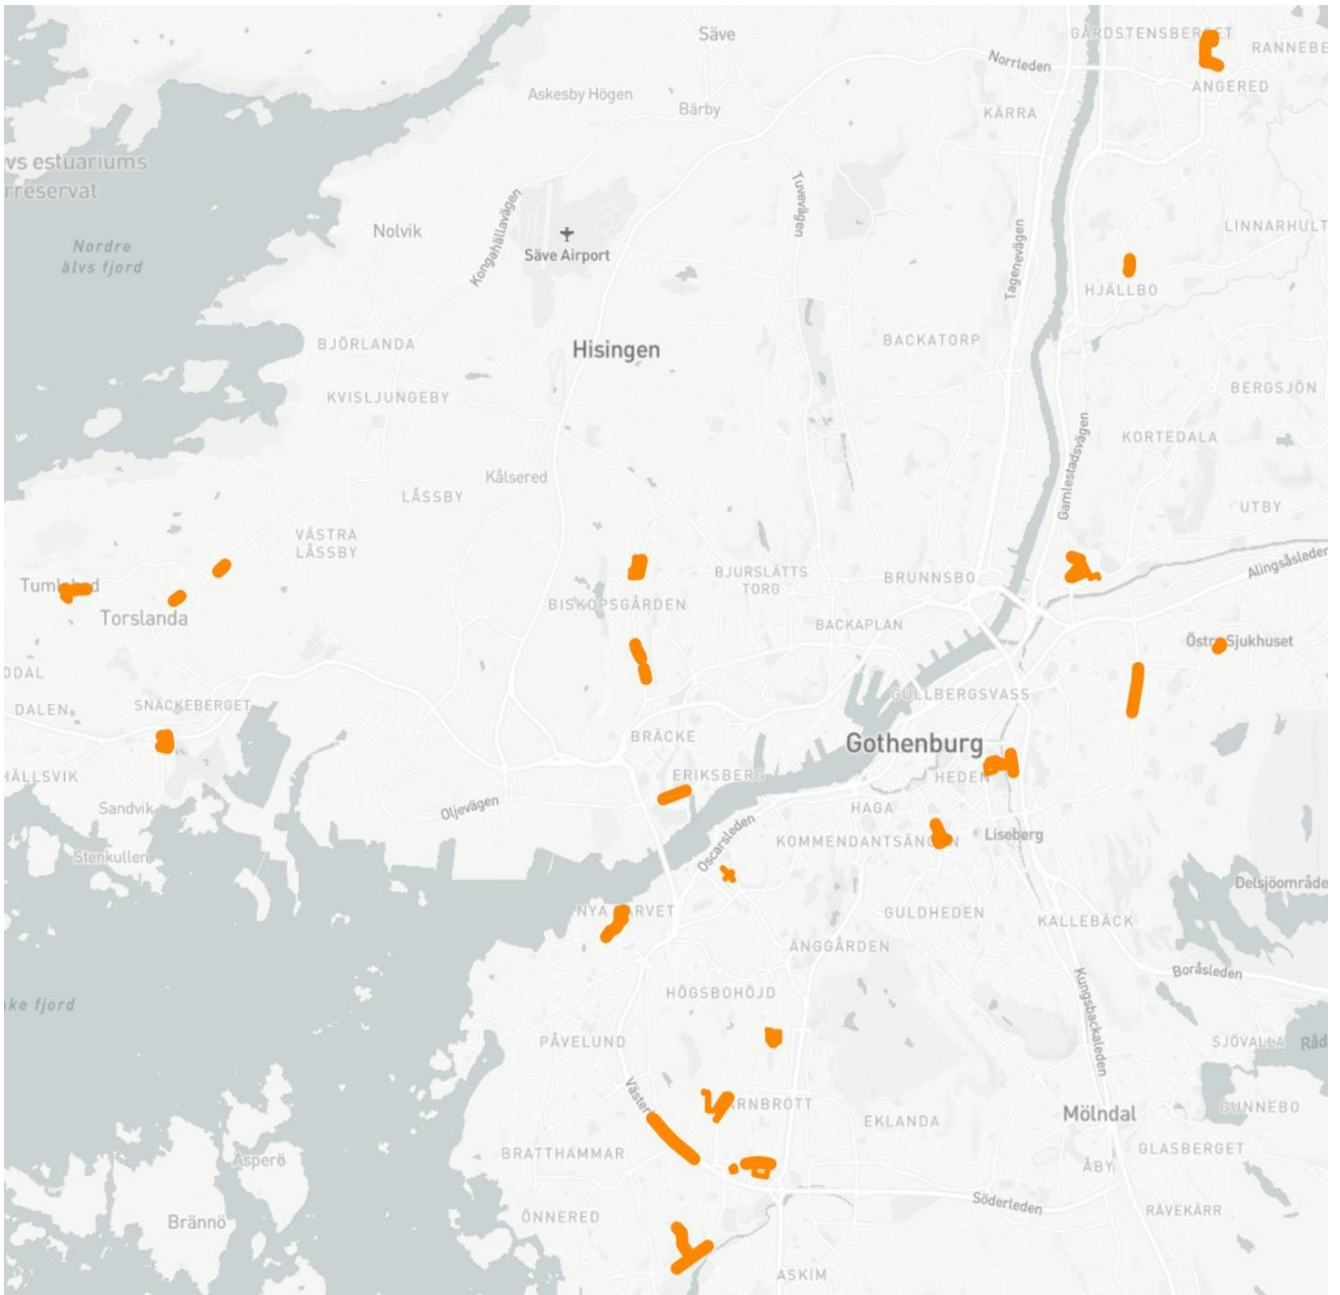 Säve
GÅRDSTENSBERGET
RANNEBE
Norrleden
ANGERED
Askesby Högen
Bärby
KÄRRA
vs estuariums
rreservat
Tuvevägen
Kongahällavägen
Nolvik
LINNARHULT
Nordre
älvs fjord
Säve Airport
Tagenevägen
HJÄLLBO
BJÖRLANDA
Hisingen
BACKATORP
KVISLJUNGEBY
BERGSJÖN
Gamlestadsvägen
KORTEDALA
Kålsered
LÅSSBY
UTBY
VÄSTRA
LÅSSBY
Alingsåsleden
BJURSLÄTTS
TORG
BRUNNSBO
Torslanda
BISKOPSGÅRDEN
BACKAPLAN
Sjukhuset
ODAL
GULLBERGSVASS
DALEN
SNÄCKEBERGET
BRÄCKE
Gothenburg
HÄLLSVIK
ERIKSBERG
HEDEN
Sandvik
Oljevägen
HAGA
Oscarsleden
KOMMENDANTSÄNGEN
Liseberg
Stenkullen
Delsjöområde
NYA VARVET
GULDHEDEN
KALLEBÄCK
ÄNGGÅRDEN
Boråsleden
ke fjord
HÖGSBOHÖJD
Kungsbackaleden
PÅVELUND
SJÖVALLA
Råd
RNBROTT
EKLANDA
Mölndal
GUNNEBO
BRATTHAMMAR
GLASBERGET
Asperö
ÅBY
Söderleden
Brännö
ÖNNERED
RÄVEKÄRR
ASKIM